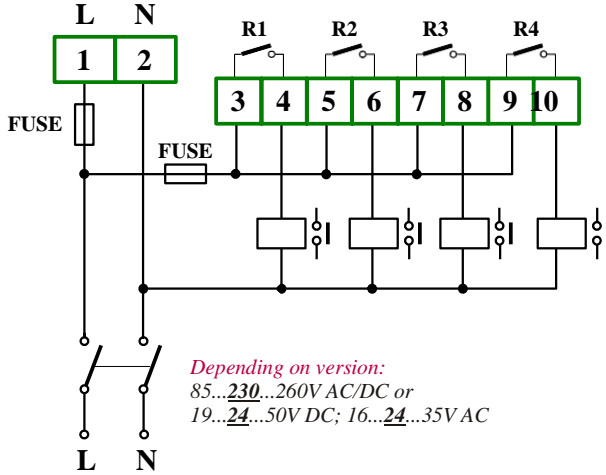 L N
R1 R2 R3 R4
1 2
3 4 5 6 7 8 9 10
FUSE
FUSE
Depending on version:
85...230...260V AC/DC or
19...24...50V DC; 16...24...35V AC
L N